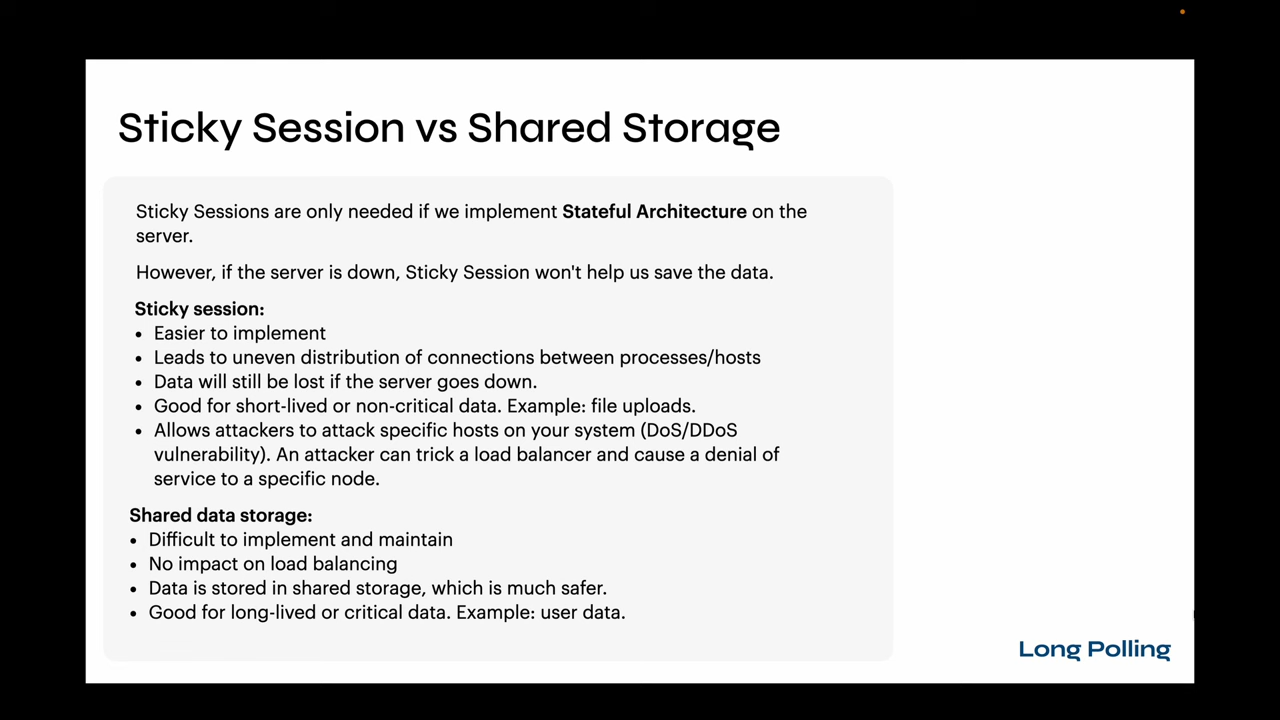 Sticky Session vs Shared Storage
Sticky Sessions are only needed if we implement Stateful Architecture on the
server.
However, if the server is down, Sticky Session won't help us save the data.
Sticky session:
• Easier to implement
• Leads to uneven distribution of connections between processes/hosts
• Data will still be lost if the server goes down.
• Good for short-lived or non-critical data. Example: file uploads.
• Allows attackers to attack specific hosts on your system (DoS/DDoS
vulnerability). An attacker can trick a load balancer and cause a denial of
service to a specific node.
Shared data storage:
• Difficult to implement and maintain
• No impact on load balancing
• Data is stored in shared storage, which is much safer.
• Good for long-lived or critical data. Example: user data.
Long Polling